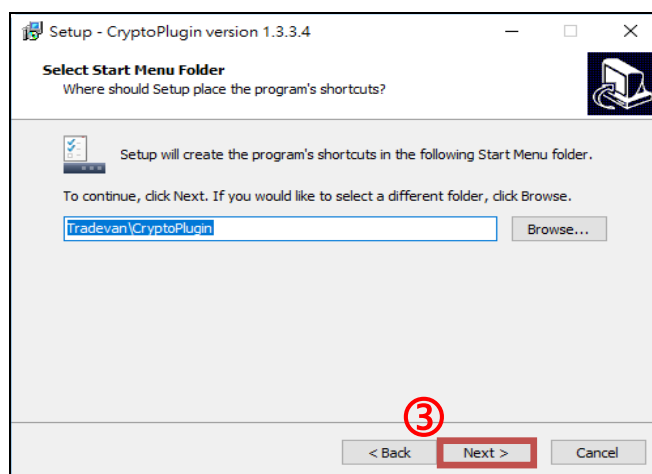 Setup - CryptoPlugin version 1.3.3.4
Select Start Menu Folder
Where should Setup place the program's shortcuts?
Setup will create the program's shortcuts in the following Start Menu folder.
To continue, click Next. If you would like to select a different folder, click Browse.
Tradevan\CryptoPlugin
Browse...
③
< Back
Next >
Cancel